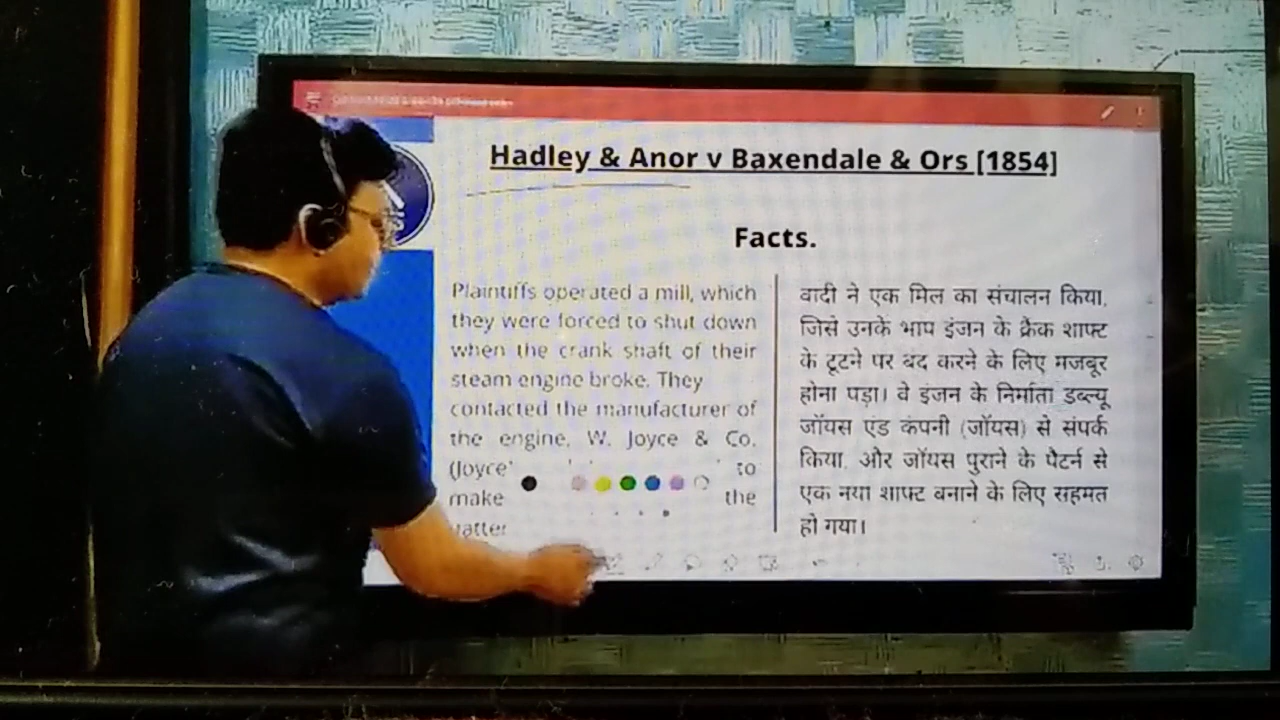 Hadley & Anor v Baxendale & Ors [1854]
Facts.
Plaintiffs operated a mill, which
they were forced to shut down
when the crank shaft of their
steam engine broke. They
contacted the manufacturer of
the engine, W. Joyce & Co.
(Joyce' to
make the
वादी ने एक मिल का संचालन किया,
जिसे उनके भाप इंजन के क्रैंक शाफ्ट
के टूटने पर बंद करने के लिए मजबूर
होना पड़ा। वे इंजन के निर्माता डब्ल्यू
जॉयस एंड कंपनी (जॉयस) से संपर्क
किया, और जॉयस पुराने के पैटर्न से
एक नया शाफ्ट बनाने के लिए सहमत
हो गया।